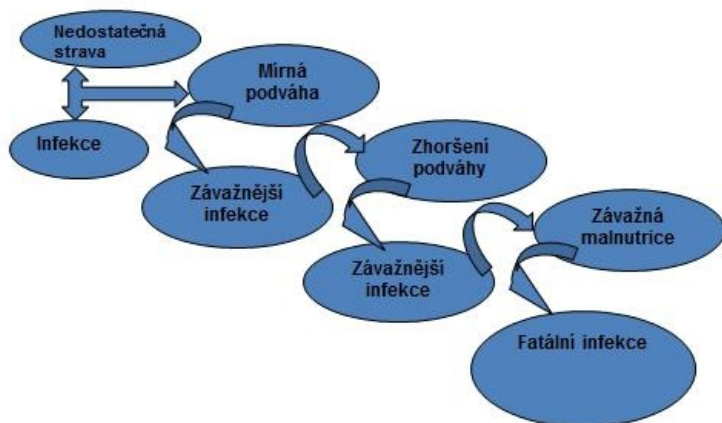 Nedostatečná
strava
Mírná
podváha
Infekce
Zhoršení
podváhy
Závažnější
infekce
Závažná
malnutrice
Závažnější
infekce
Fatální infekce